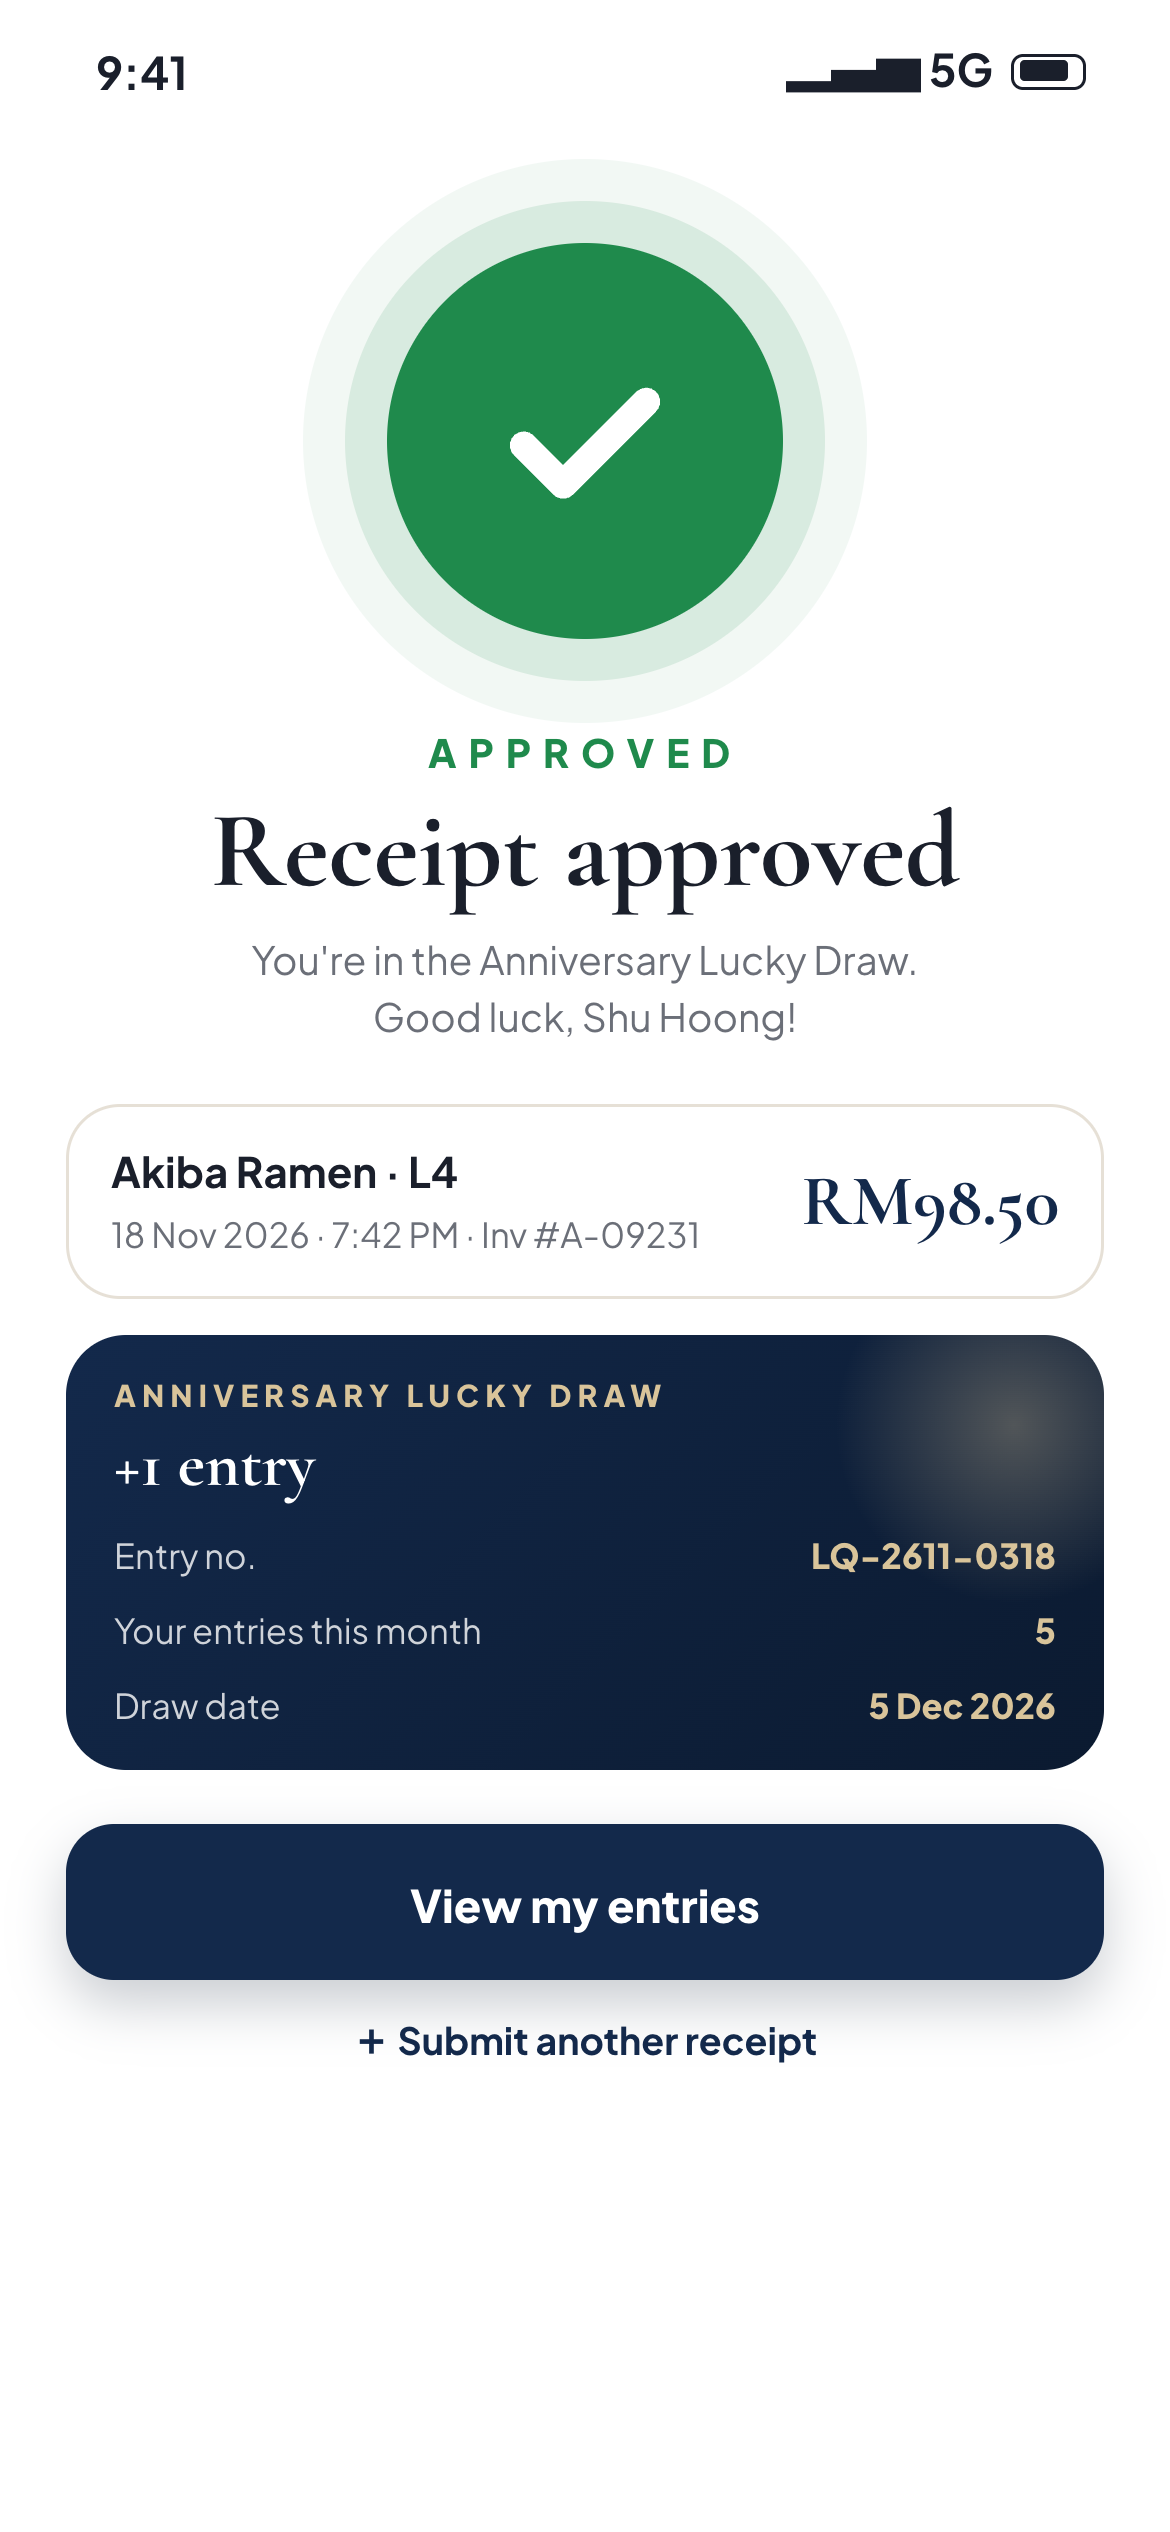 9:41
5G
APPROVED
Receipt approved
You're in the Anniversary Lucky Draw.
Good luck, Shu Hoong!
Akiba Ramen · L4
RM98.50
18 Nov 2026 · 7:42 PM · Inv #A-09231
ANNIVERSARY LUCKY DRAW
+1 entry
Entry no. LQ-2611-0318
Your entries this month 5
Draw date 5 Dec 2026
View my entries
+ Submit another receipt